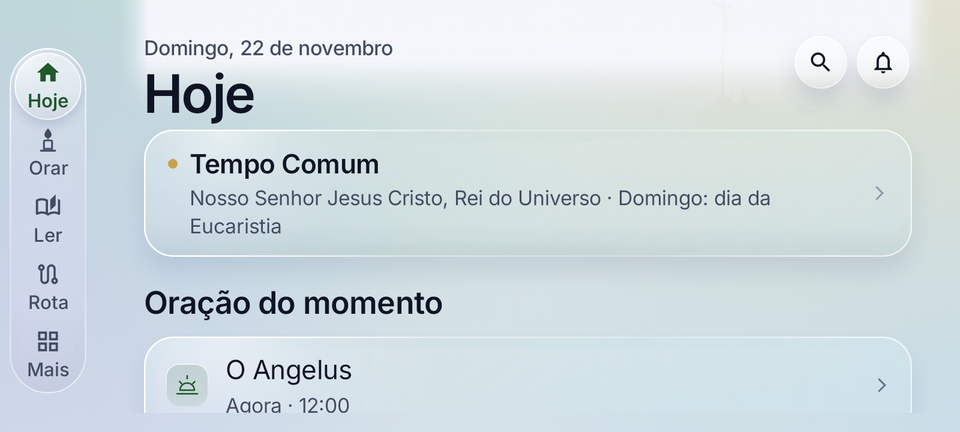 Domingo, 22 de novembro
Hoje
Hoje
Orar
Ler
Rota
Mais
Tempo Comum
Nosso Senhor Jesus Cristo, Rei do Universo · Domingo: dia da
Eucaristia
Oração do momento
O Angelus
Agora · 12:00